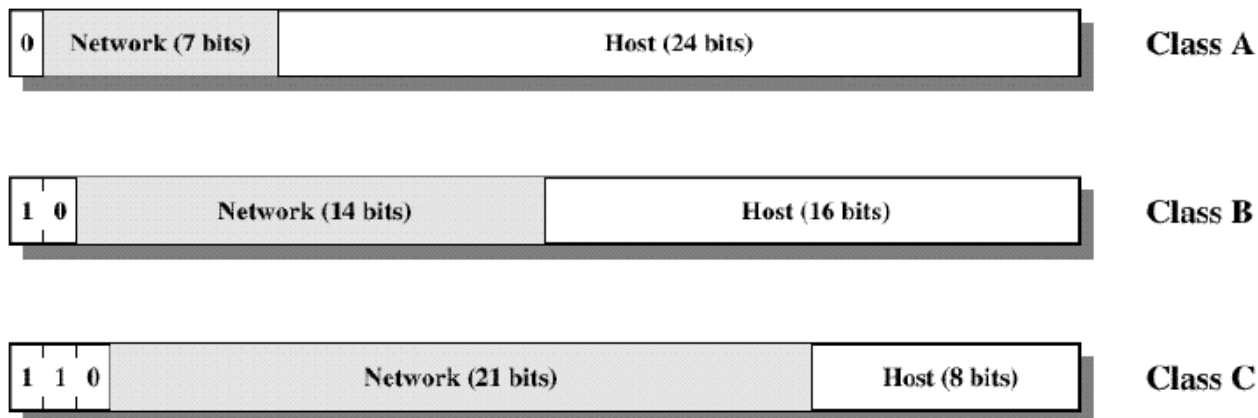 0 Network (7 bits) Host (24 bits) Class A
1 0 Network (14 bits) Host (16 bits) Class B
1 1 0 Network (21 bits) Host (8 bits) Class C